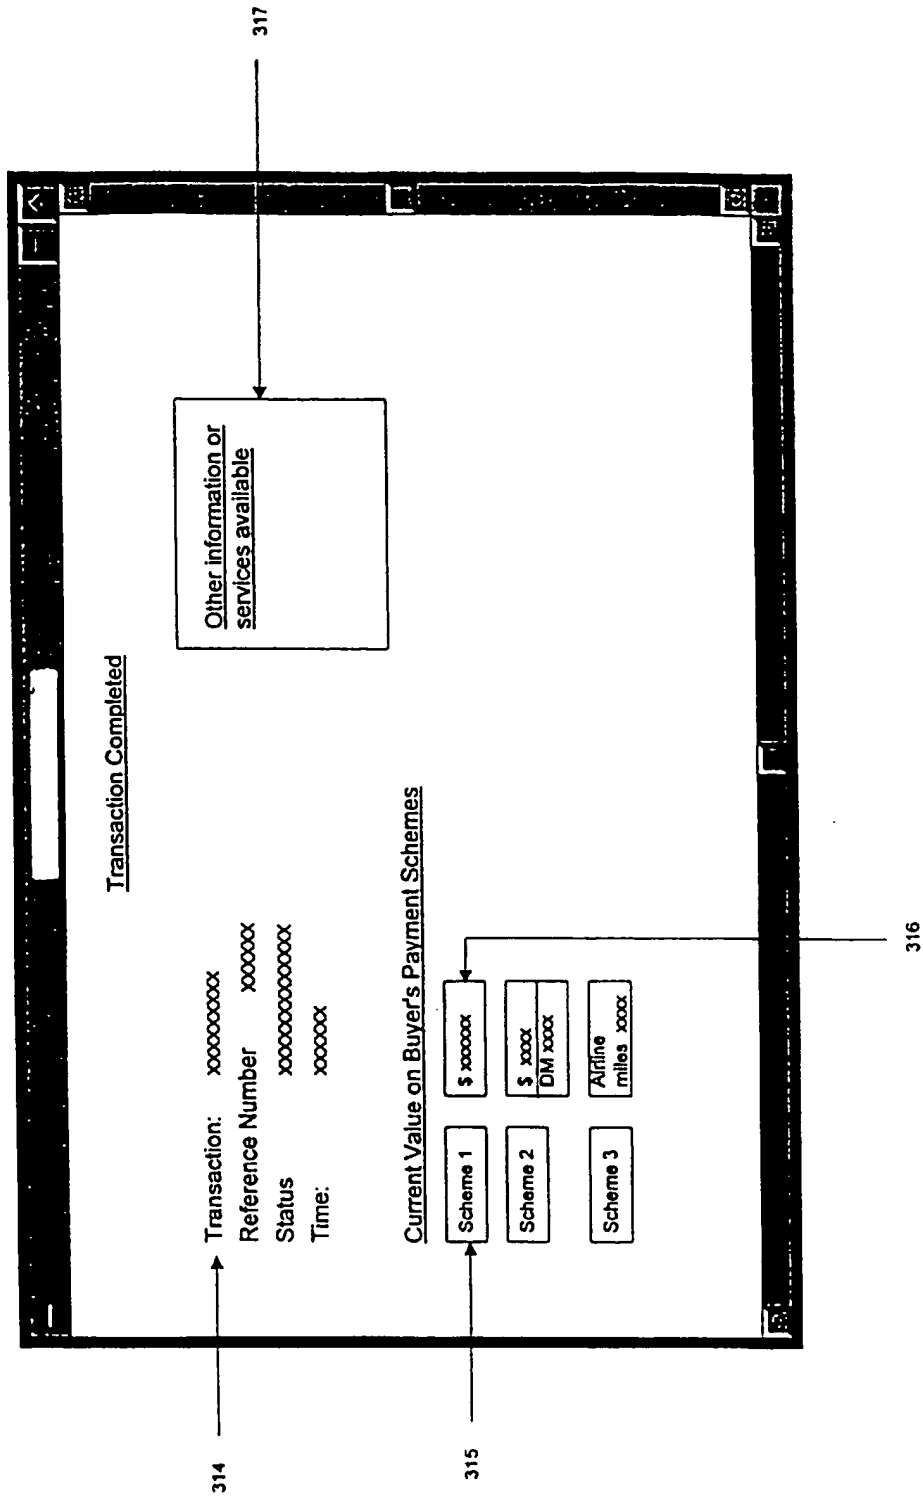 317
Transaction Completed
Transaction: xxxxxxxxx
Reference Number xxxxxx
Status xxxxxxxxxxxx
Time: xxxxxx
Other information or
services available
Current Value on Buyer's Payment Schemes
Scheme 1 $ xxxxxx
Scheme 2 $ xxxx
DM xxxx
Scheme 3 Airline
miles xxxx
314
315
316